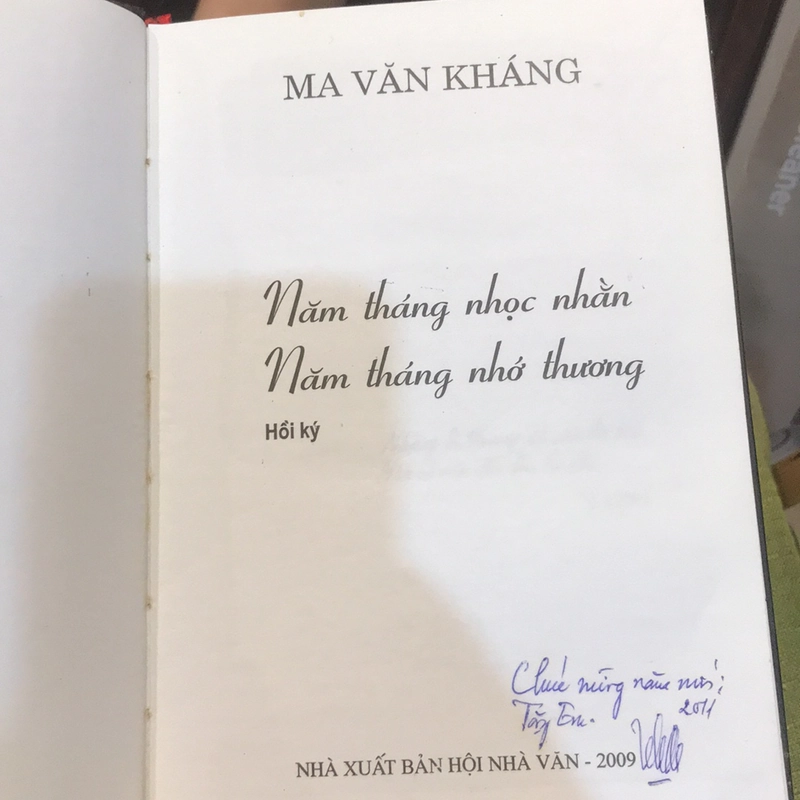 MA VĂN KHÁNG
Năm tháng nhọc nhằn
Năm tháng nhớ thương
Hồi ký
Chúc mừng năm mới
2011
Tặng Em.
NHÀ XUẤT BẢN HỘI NHÀ VĂN - 2009
eaner